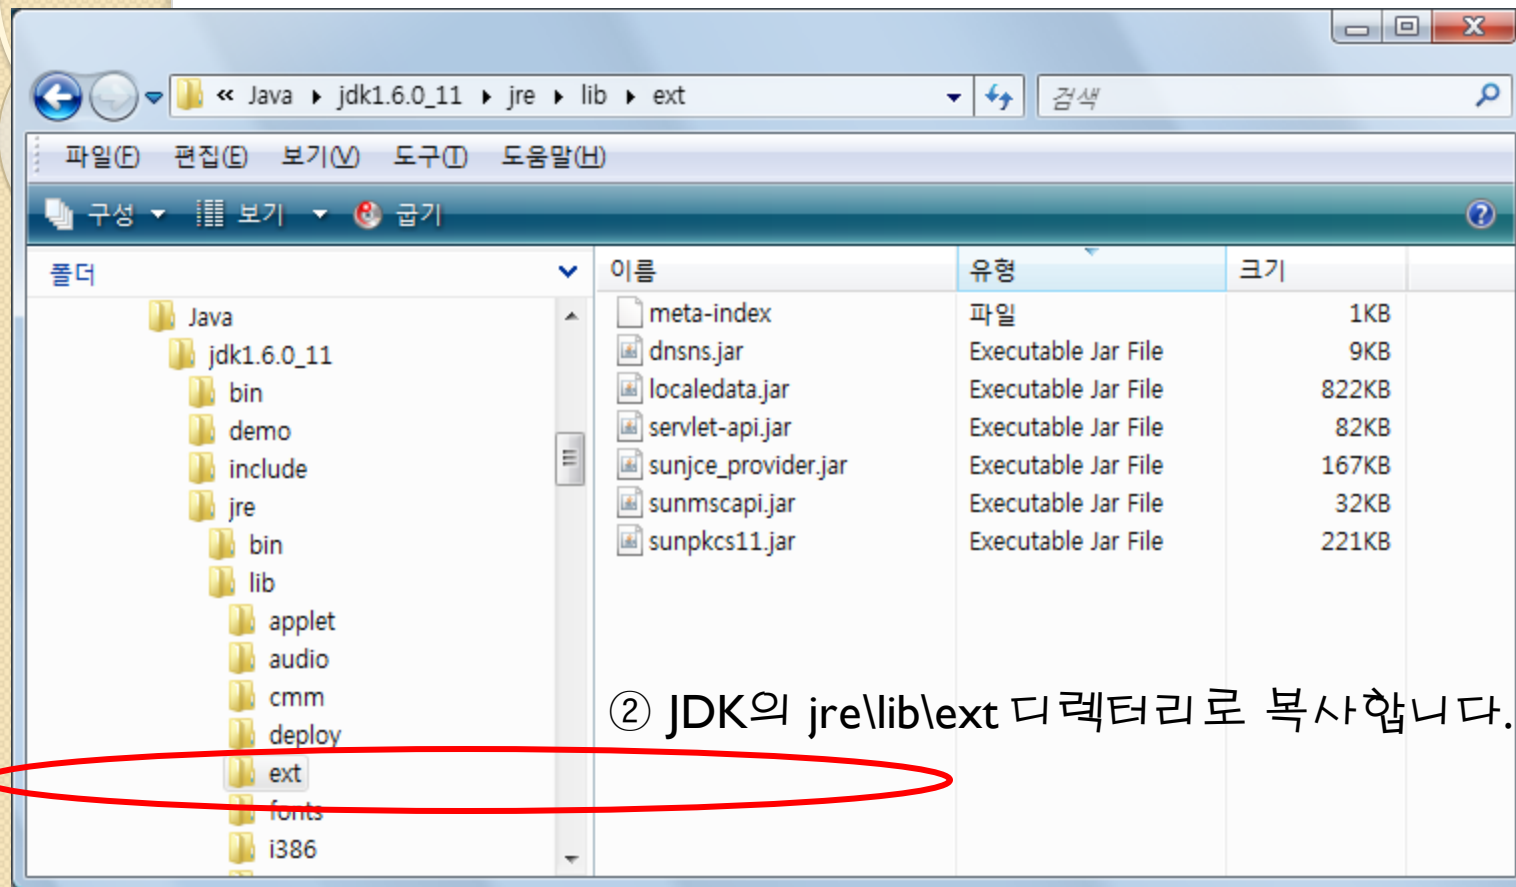 « Java ▸ jdk1.6.0_11 ▸ jre ▸ lib ▸ ext 검색
파일(F) 편집(E) 보기(V) 도구(T) 도움말(H)
구성 보기 굽기
폴더
이름 유형 크기
Java
jdk1.6.0_11
bin
demo
include
jre
bin
lib
applet
audio
cmm
deploy
ext
fonts
i386
meta-index 파일 1KB
dnsns.jar Executable Jar File 9KB
localedata.jar Executable Jar File 822KB
servlet-api.jar Executable Jar File 82KB
sunjce_provider.jar Executable Jar File 167KB
sunmscapi.jar Executable Jar File 32KB
sunpkcs11.jar Executable Jar File 221KB
② JDK의 jre\lib\ext 디렉터리로 복사합니다.